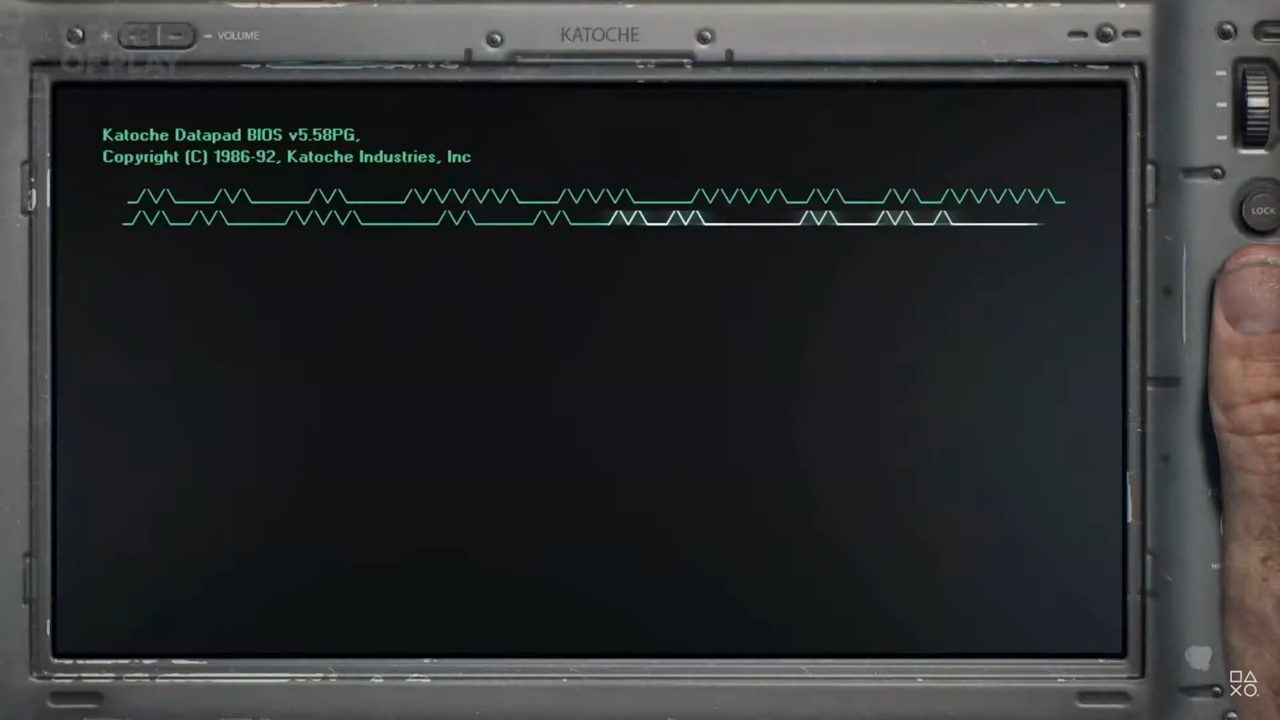 VOLUME
KATOCHE
LOCK
Katoche Datapad BIOS v5.58PG,
Copyright (C) 1986-92, Katoche Industries, Inc